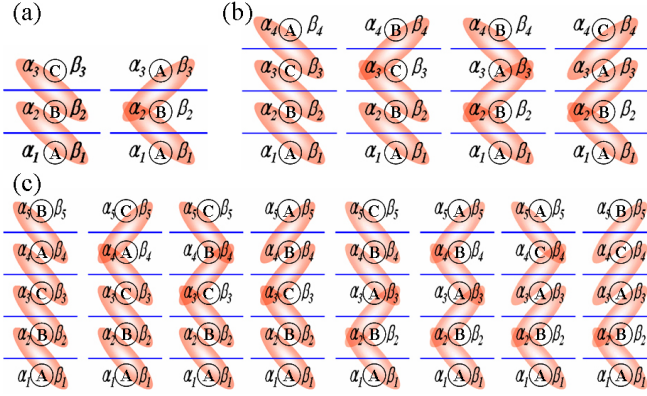 (a)
α3 C β3 α3 A β3
α2 B β2 α2 B β2
α1 A β1 α1 A β1
(b)
α4 A β4 α4 B β4 α4 B β4 α4 C β4
α3 C β3 α3 C β3 α3 A β3 α3 A β3
α2 B β2 α2 B β2 α2 B β2 α2 B β2
α1 A β1 α1 A β1 α1 A β1 α1 A β1
(c)
α5 B β5 α5 C β5 α5 C β5 α5 A β5 α5 C β5 α5 A β5 α5 A β5 α5 B β5
α4 A β4 α4 A β4 α4 B β4 α4 B β4 α4 B β4 α4 B β4 α4 C β4 α4 C β4
α3 C β3 α3 C β3 α3 C β3 α3 C β3 α3 A β3 α3 A β3 α3 A β3 α3 A β3
α2 B β2 α2 B β2 α2 B β2 α2 B β2 α2 B β2 α2 B β2 α2 B β2 α2 B β2
α1 A β1 α1 A β1 α1 A β1 α1 A β1 α1 A β1 α1 A β1 α1 A β1 α1 A β1